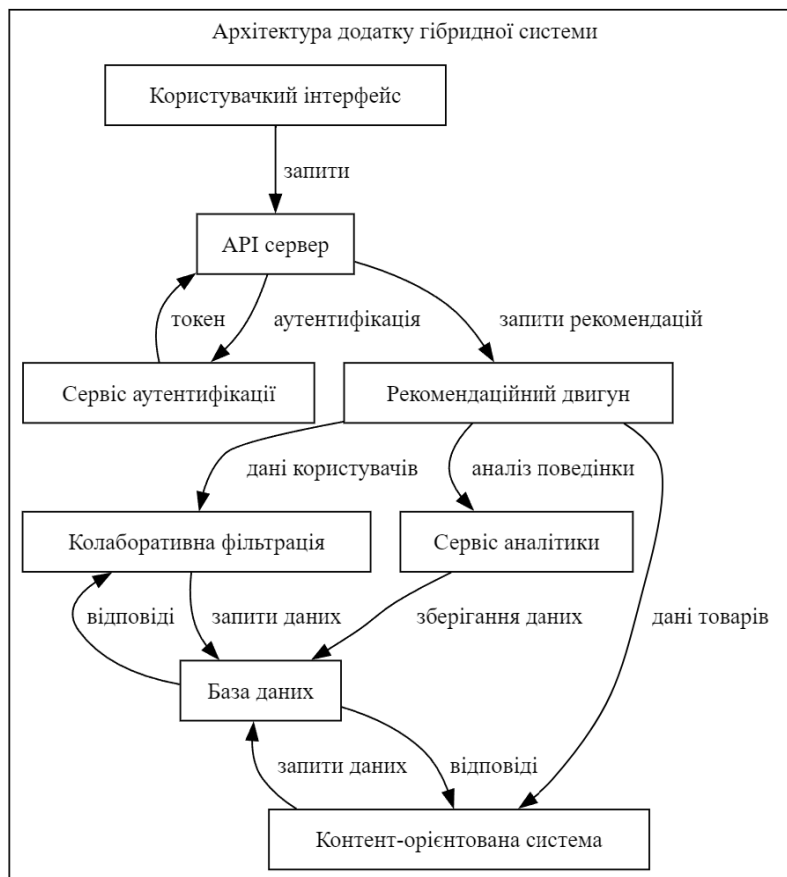 Архітектура додатку гібридної системи
Користувачкий інтерфейс
запити
API сервер
токен
аутентифікація
запити рекомендацій
Сервіс аутентифікації
Рекомендаційний двигун
дані користувачів
аналіз поведінки
Колаборативна фільтрація
Сервіс аналітики
відповіді
запити даних
зберігання даних
дані товарів
База даних
запити даних
відповіді
Контент-орієнтована система